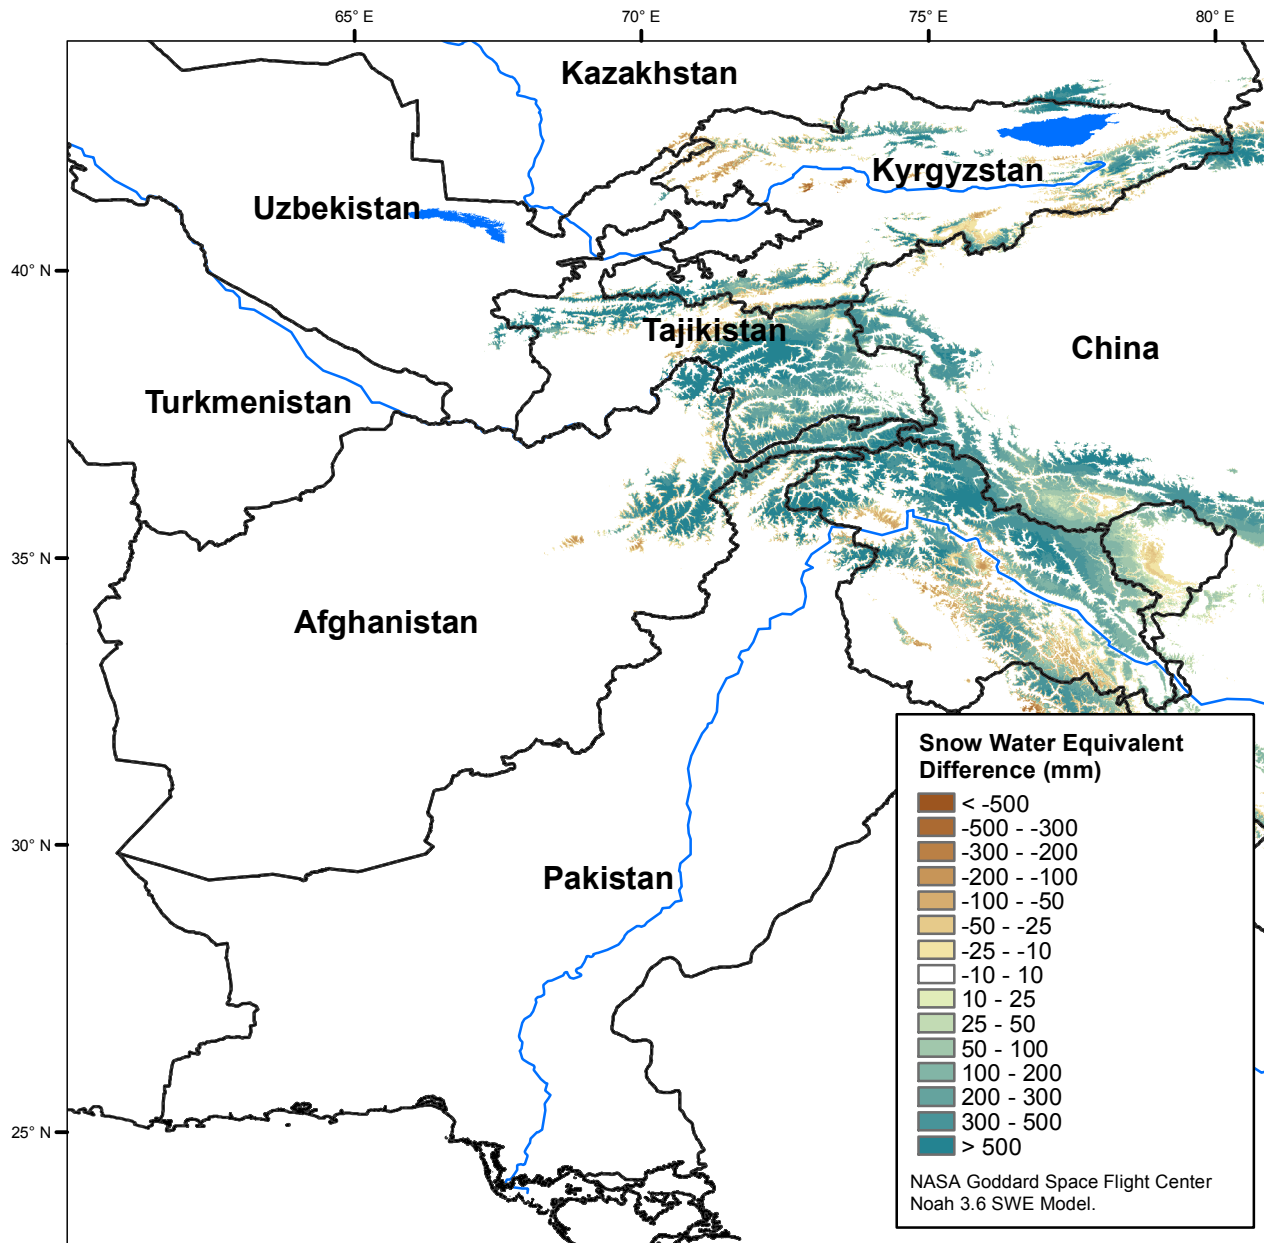 65° E
70° E
75° E
80° E
Kazakhstan
Kyrgyzstan
Uzbekistan
40° N
Tajikistan
China
Turkmenistan
35° N
Afghanistan
30° N
Pakistan
25° N
Snow Water Equivalent
Difference (mm)
< -500
-500 - -300
-300 - -200
-200 - -100
-100 - -50
-50 - -25
-25 - -10
-10 - 10
10 - 25
25 - 50
50 - 100
100 - 200
200 - 300
300 - 500
> 500
NASA Goddard Space Flight Center
Noah 3.6 SWE Model.